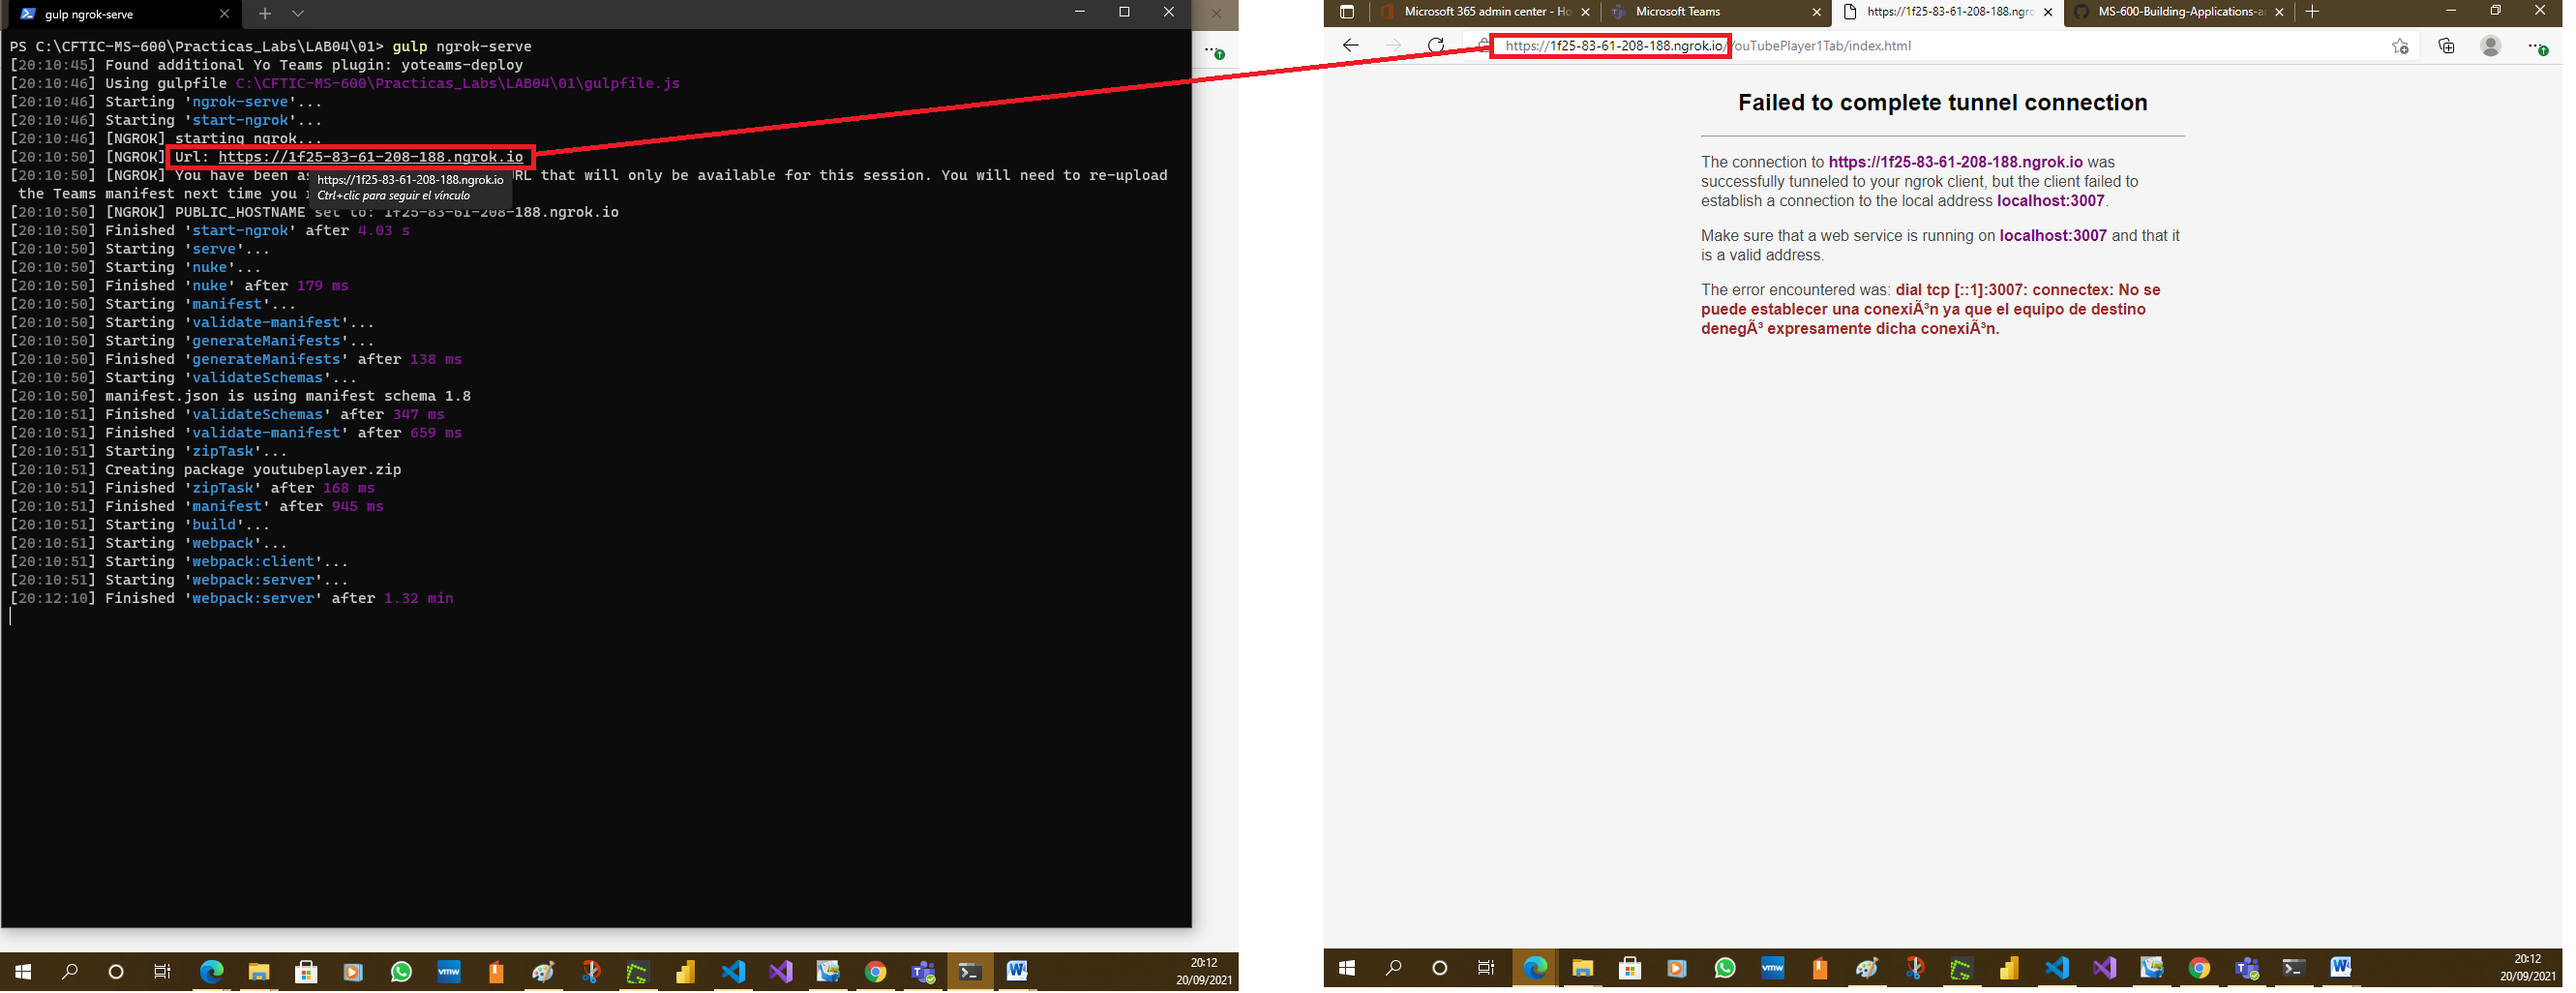 gulp ngrok-serve
PS C:\CFTIC-MS-600\Practicas_Labs\LAB04\01> gulp ngrok-serve
[20:10:45] Found additional Yo Teams plugin: yoteams-deploy
[20:10:46] Using gulpfile C:\CFTIC-MS-600\Practicas_Labs\LAB04\01\gulpfile.js
[20:10:46] Starting 'ngrok-serve'...
[20:10:46] Starting 'start-ngrok'...
[20:10:46] [NGROK] starting ngrok...
[20:10:50] [NGROK] Url: https://1f25-83-61-208-188.ngrok.io
[20:10:50] [NGROK] You have been as RL that will only be available for this session. You will need to re-upload
the Teams manifest next time you
https://1f25-83-61-208-188.ngrok.io
Ctrl+clic para seguir el vínculo
[20:10:50] [NGROK] PUBLIC_HOSTNAME set to: 1f25-83-61-208-188.ngrok.io
[20:10:50] Finished 'start-ngrok' after 4.03 s
[20:10:50] Starting 'serve'...
[20:10:50] Starting 'nuke'...
[20:10:50] Finished 'nuke' after 179 ms
[20:10:50] Starting 'manifest'...
[20:10:50] Starting 'validate-manifest'...
[20:10:50] Starting 'generateManifests'...
[20:10:50] Finished 'generateManifests' after 138 ms
[20:10:50] Starting 'validateSchemas'...
[20:10:50] manifest.json is using manifest schema 1.8
[20:10:51] Finished 'validateSchemas' after 347 ms
[20:10:51] Finished 'validate-manifest' after 659 ms
[20:10:51] Starting 'zipTask'...
[20:10:51] Creating package youtubeplayer.zip
[20:10:51] Finished 'zipTask' after 168 ms
[20:10:51] Finished 'manifest' after 945 ms
[20:10:51] Starting 'build'...
[20:10:51] Starting 'webpack'...
[20:10:51] Starting 'webpack:client'...
[20:10:51] Starting 'webpack:server'...
[20:12:10] Finished 'webpack:server' after 1.32 min
vmw
20:12
20/09/2021
Microsoft 365 admin center - Ho
Microsoft Teams
https://1f25-83-61-208-188.ngro
MS-600-Building-Applications-a
https://1f25-83-61-208-188.ngrok.io/YouTubePlayer1Tab/index.html
Failed to complete tunnel connection
The connection to https://1f25-83-61-208-188.ngrok.io was
successfully tunneled to your ngrok client, but the client failed to
establish a connection to the local address localhost:3007.
Make sure that a web service is running on localhost:3007 and that it
is a valid address.
The error encountered was: dial tcp [::1]:3007: connectex: No se
puede establecer una conexiÃ³n ya que el equipo de destino
denegÃ³ expresamente dicha conexiÃ³n.
vmw
20:12
20/09/2021